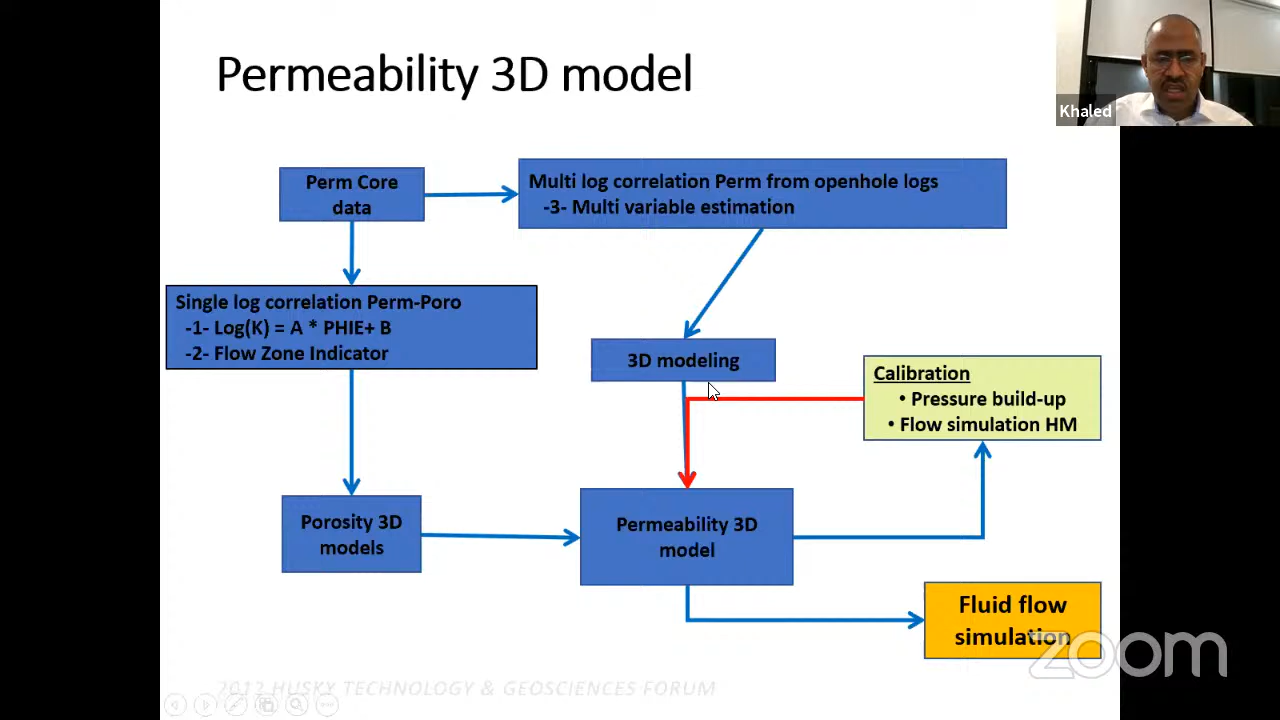 Permeability 3D model
Khaled
Perm Core
data
Multi log correlation Perm from openhole logs
-3- Multi variable estimation
Single log correlation Perm-Poro
-1- Log(K) = A * PHIE+ B
-2- Flow Zone Indicator
3D modeling
Calibration
• Pressure build-up
• Flow simulation HM
Porosity 3D
models
Permeability 3D
model
Fluid flow
simulation
zoom
2012 HUSKY TECHNOLOGY & GEOSCIENCES FORUM